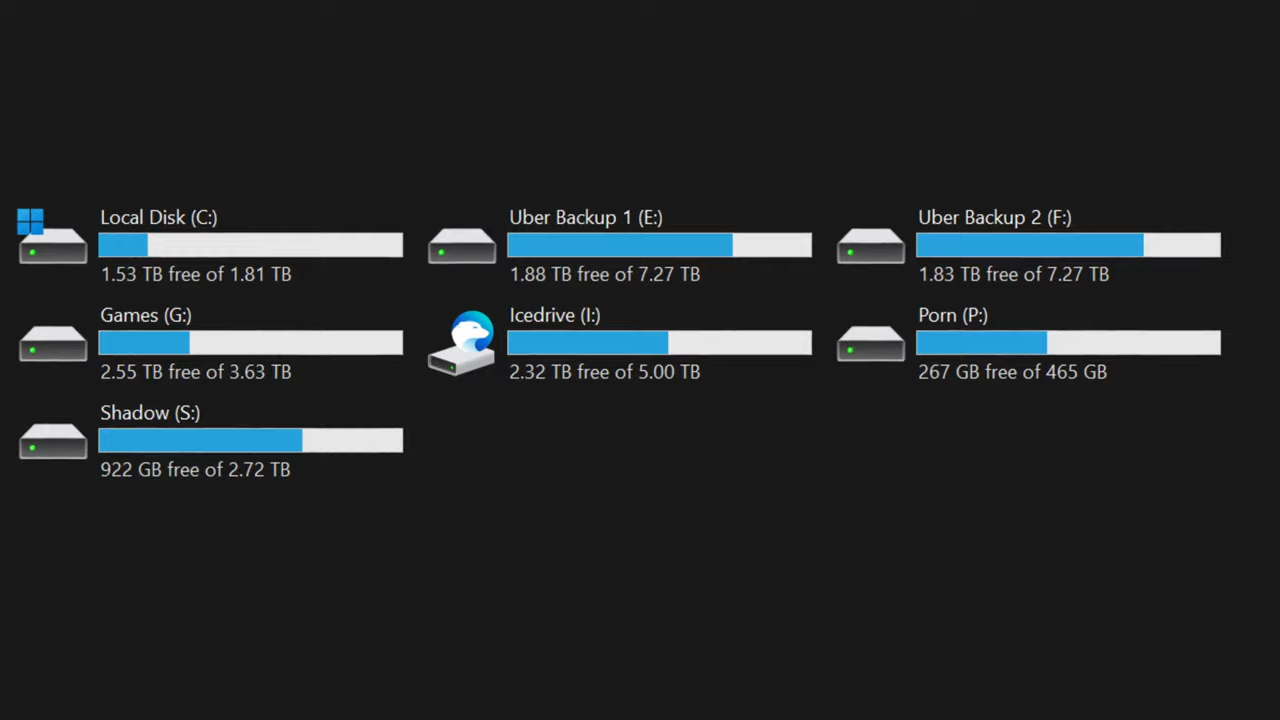 Local Disk (C:)
1.53 TB free of 1.81 TB
Uber Backup 1 (E:)
1.88 TB free of 7.27 TB
Uber Backup 2 (F:)
1.83 TB free of 7.27 TB
Games (G:)
2.55 TB free of 3.63 TB
Icedrive (I:)
2.32 TB free of 5.00 TB
Porn (P:)
267 GB free of 465 GB
Shadow (S:)
922 GB free of 2.72 TB